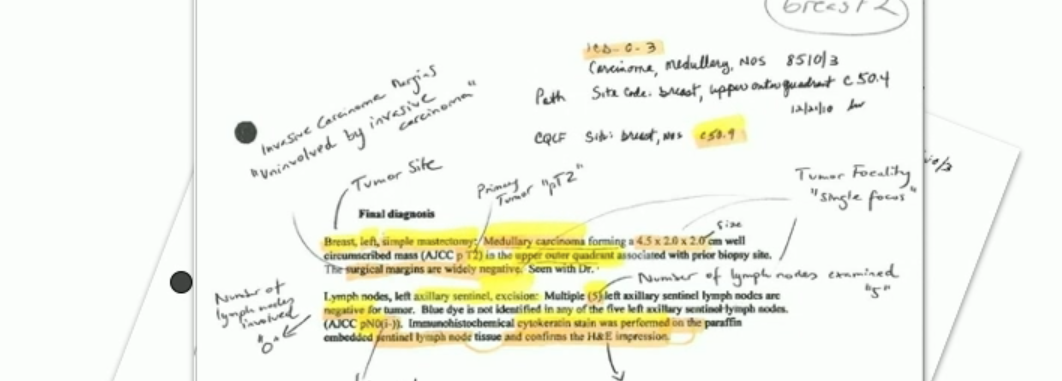 Breast 2
ICD-O-3
Carcinoma, medullary, NOS 8510/3
Path Site Code: breast, upper outer quadrant C50.4
12/21/10
CQCF Site: breast, NOS C50.9
Invasive Carcinoma Margins
"Uninvolved by invasive
carcinoma"
Tumor Site
Primary
Tumor "pT2"
Tumor Focality
"Single focus"
Size
Final diagnosis
Breast, left, simple mastectomy: Medullary carcinoma forming a 4.5 x 2.0 x 2.0 cm well
circumscribed mass (AJCC p T2) in the upper outer quadrant associated with prior biopsy site.
The surgical margins are widely negative. Seen with Dr.
Number of lymph nodes examined
"5"
Number of
lymph nodes
involved
"0"
Lymph nodes, left axillary sentinel, excision: Multiple (5) left axillary sentinel lymph nodes are
negative for tumor. Blue dye is not identified in any of the five left axillary sentinel lymph nodes.
(AJCC pN0(i-)). Immunohistochemical cytokeratin stain was performed on the paraffin
embedded sentinel lymph node tissue and confirms the H&E impression.